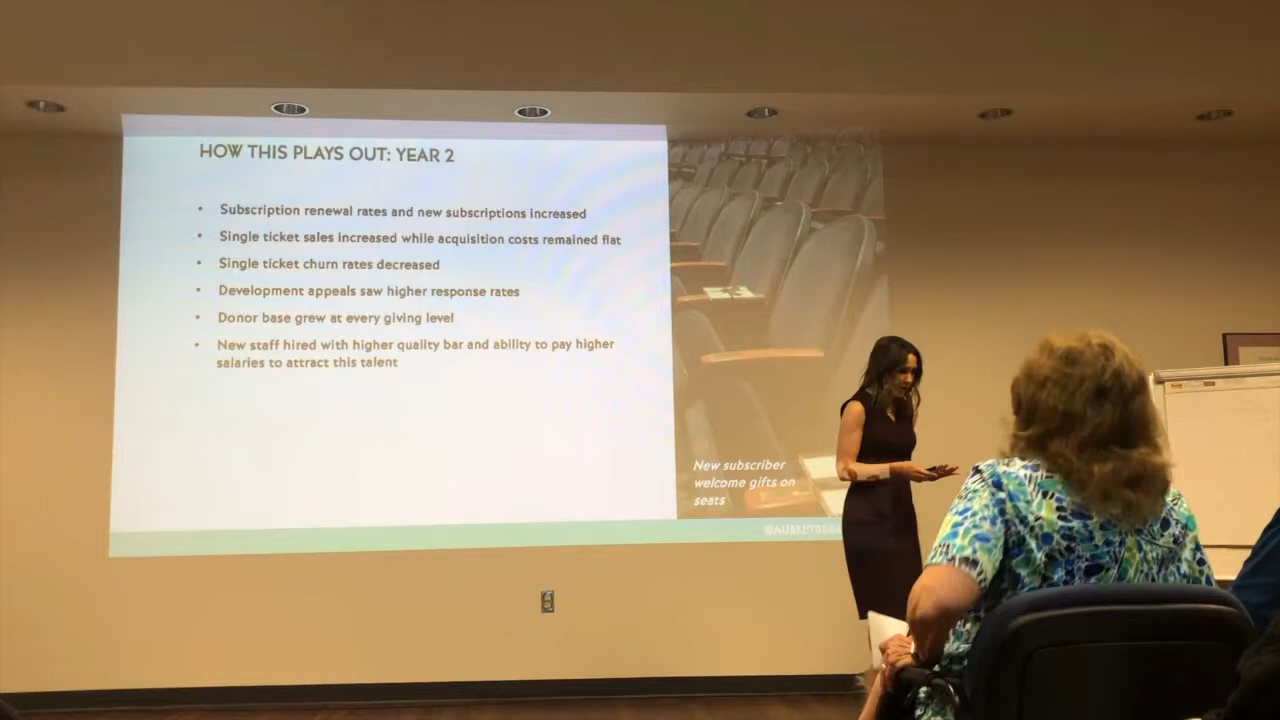 HOW THIS PLAYS OUT: YEAR 2
• Subscription renewal rates and new subscriptions increased
• Single ticket sales increased while acquisition costs remained flat
• Single ticket churn rates decreased
• Development appeals saw higher response rates
• Donor base grew at every giving level
• New staff hired with higher quality bar and ability to pay higher
salaries to attract this talent
New subscriber
welcome gifts on
seats